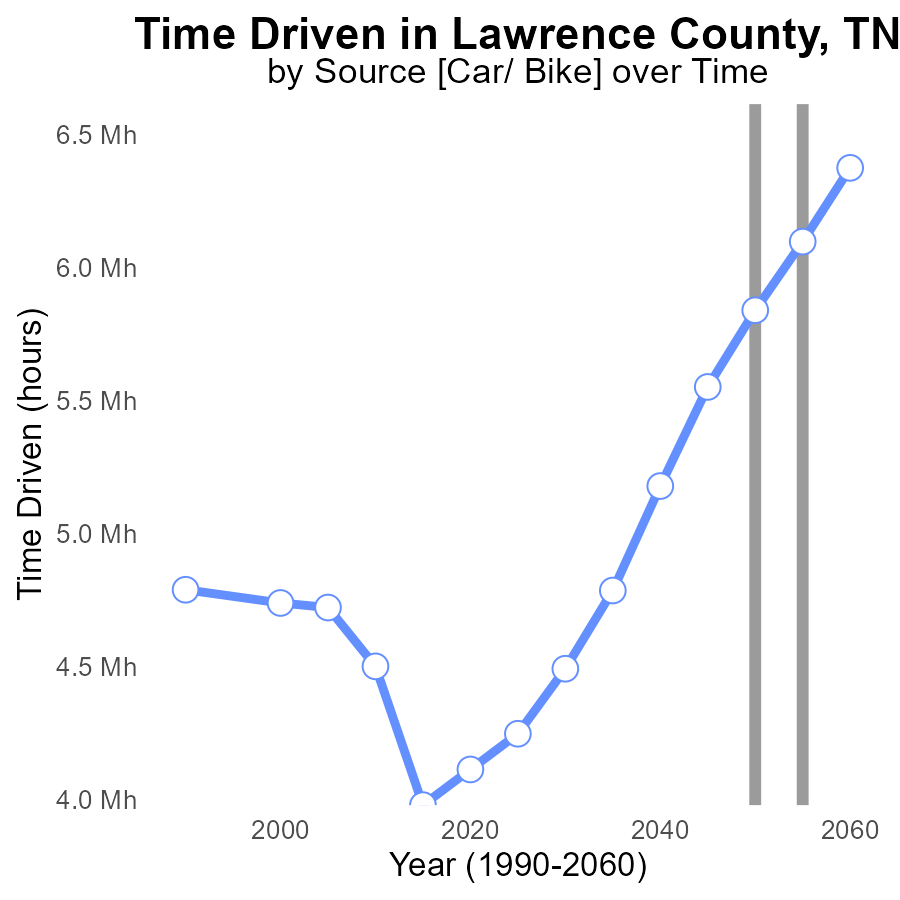 Time Driven in Lawrence County, TN
by Source [Car/ Bike] over Time
6.5 Mh
6.0 Mh
5.5 Mh
5.0 Mh
4.5 Mh
4.0 Mh
Time Driven (hours)
2000 2020 2040 2060
Year (1990-2060)